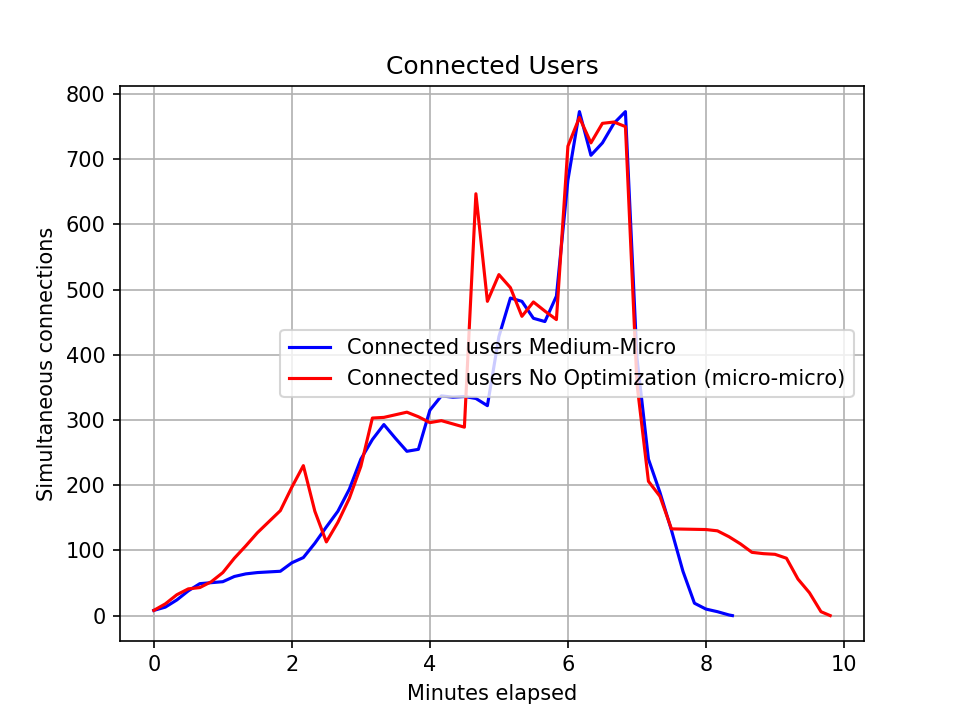 Connected Users
800
700
600
500
400
300
200
100
0
Simultaneous connections
Connected users Medium-Micro
Connected users No Optimization (micro-micro)
0 2 4 6 8 10
Minutes elapsed